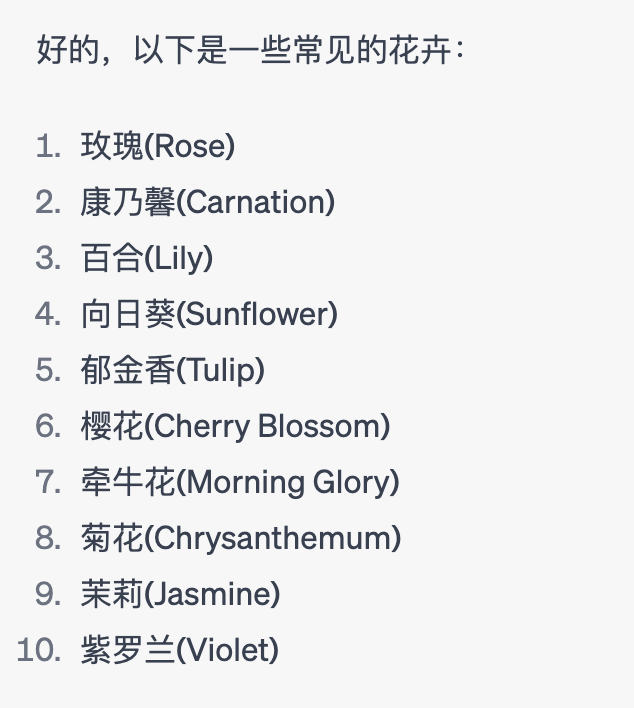 好的，以下是一些常见的花卉：
1. 玫瑰(Rose)
2. 康乃馨(Carnation)
3. 百合(Lily)
4. 向日葵(Sunflower)
5. 郁金香(Tulip)
6. 樱花(Cherry Blossom)
7. 牵牛花(Morning Glory)
8. 菊花(Chrysanthemum)
9. 茉莉(Jasmine)
10. 紫罗兰(Violet)